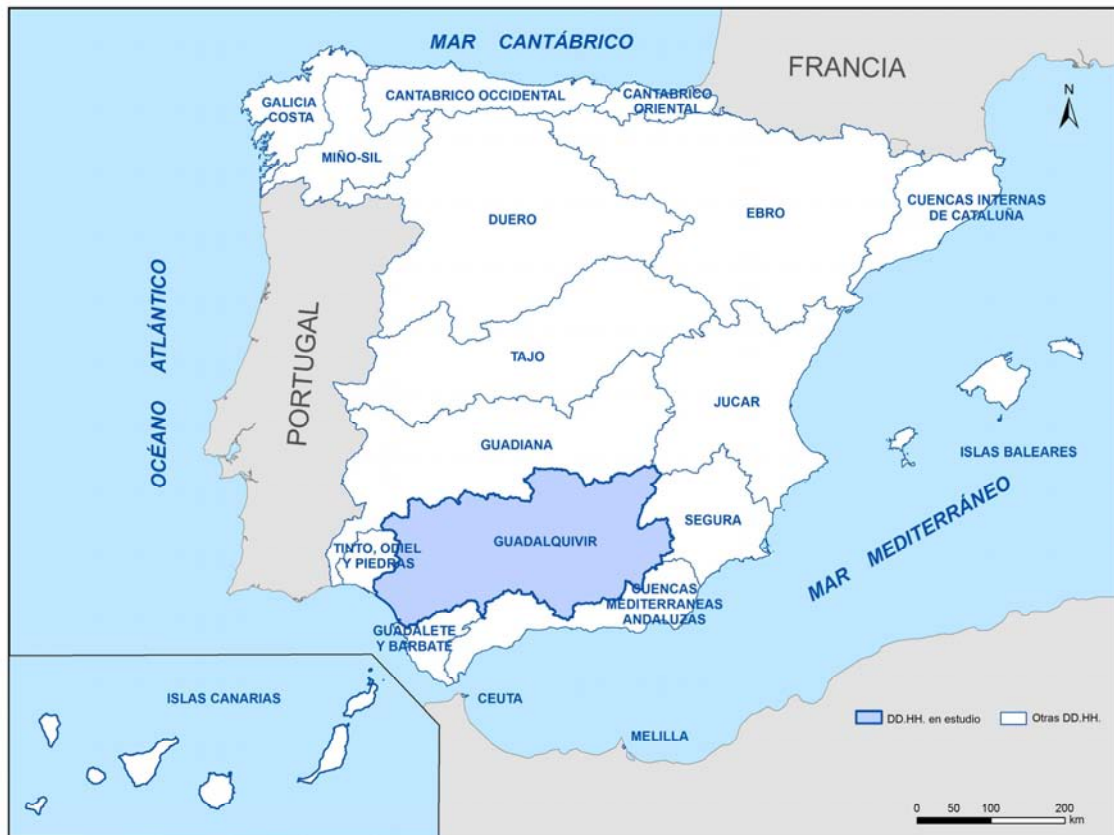 MAR CANTÁBRICO
FRANCIA
N
GALICIA
COSTA
CANTABRICO OCCIDENTAL
CANTABRICO
ORIENTAL
MIÑO-SIL
DUERO
EBRO
CUENCAS INTERNAS
DE CATALUÑA
OCÉANO ATLÁNTICO
PORTUGAL
TAJO
JUCAR
GUADIANA
ISLAS BALEARES
MAR MEDITERRÁNEO
SEGURA
GUADALQUIVIR
TINTO, ODIEL
Y PIEDRAS
CUENCAS
MEDITERRANEAS
ANDALUZAS
GUADALETE
Y BARBATE
ISLAS CANARIAS
CEUTA
MELILLA
DD.HH. en estudio
Otras DD.HH.
0 50 100 200
km